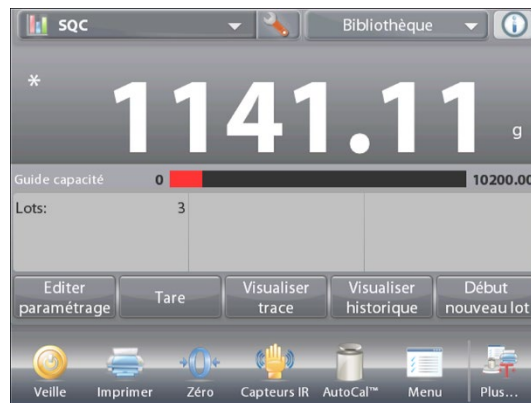 SQC Bibliothèque
* 1141.11 g
Guide capacité 0 10200.00
Lots: 3
Editer paramétrage
Tare
Visualiser trace
Visualiser historique
Début nouveau lot
Veille Imprimer Zéro Capteurs IR AutoCal™ Menu Plus...